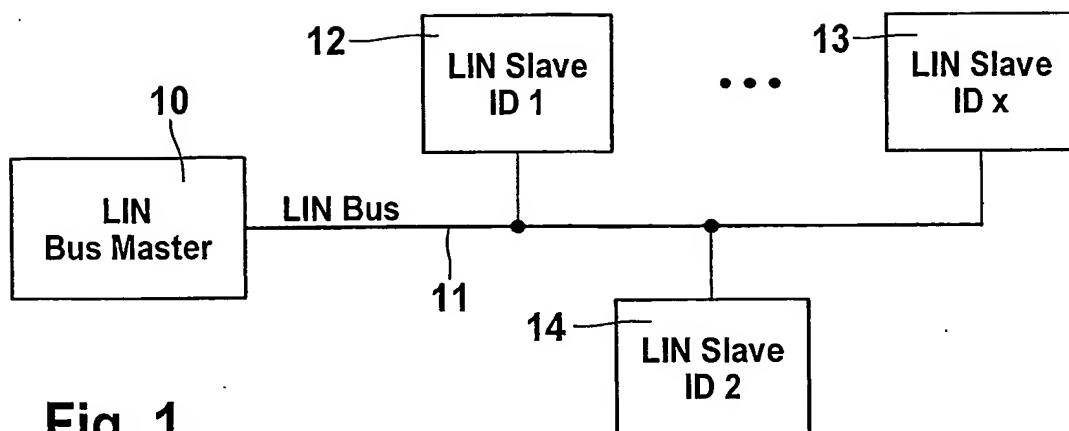 12
LIN Slave
ID 1
• • •
13
LIN Slave
ID x
10
LIN
Bus Master
LIN Bus
11
14
LIN Slave
ID 2
Fig. 1